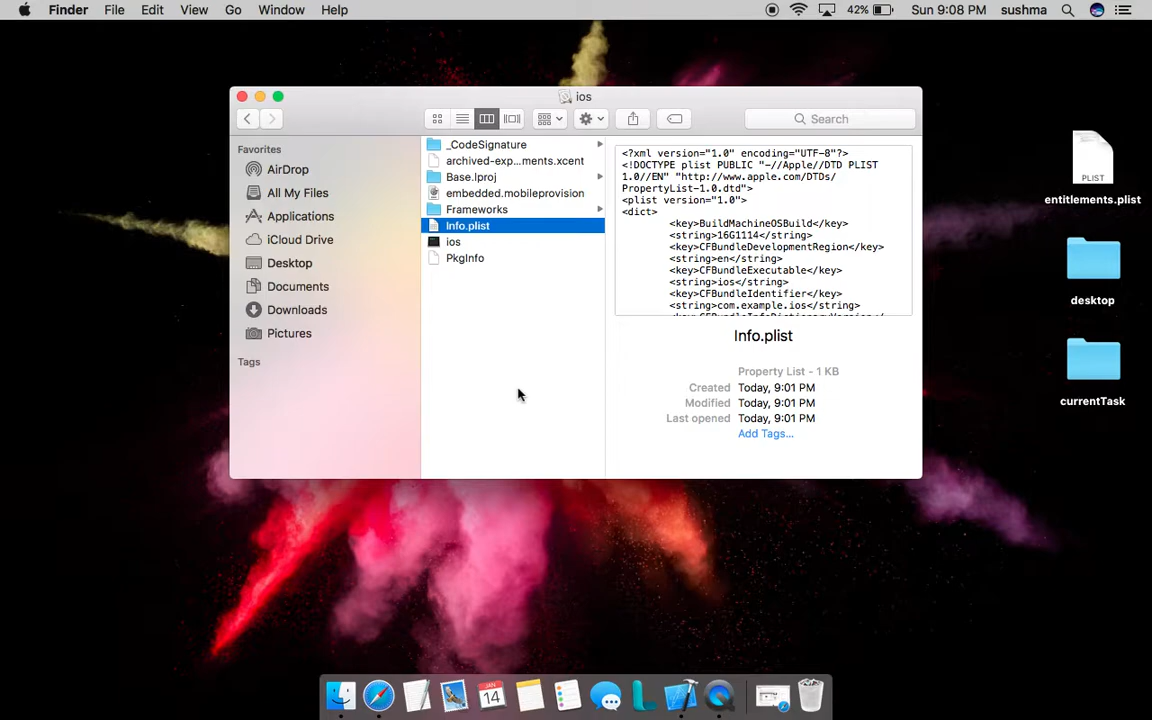 Finder File Edit View Go Window Help 42% Sun 9:08 PM sushma
ios
Search
Favorites
AirDrop
All My Files
Applications
iCloud Drive
Desktop
Documents
Downloads
Pictures
Tags
_CodeSignature
archived-exp...ments.xcent
Base.lproj
embedded.mobileprovision
Frameworks
Info.plist
ios
PkgInfo
<?xml version="1.0" encoding="UTF-8"?>
<!DOCTYPE plist PUBLIC "-//Apple//DTD PLIST
1.0//EN" "http://www.apple.com/DTDs/
PropertyList-1.0.dtd">
<plist version="1.0">
<dict>
<key>BuildMachineOSBuild</key>
<string>16G1114</string>
<key>CFBundleDevelopmentRegion</key>
<string>en</string>
<key>CFBundleExecutable</key>
<string>ios</string>
<key>CFBundleIdentifier</key>
<string>com.example.ios</string>
<key>CFBundleInfoDictionaryVersion</
Info.plist
Property List - 1 KB
Created Today, 9:01 PM
Modified Today, 9:01 PM
Last opened Today, 9:01 PM
Add Tags...
PLIST
entitlements.plist
desktop
currentTask
JAN
14